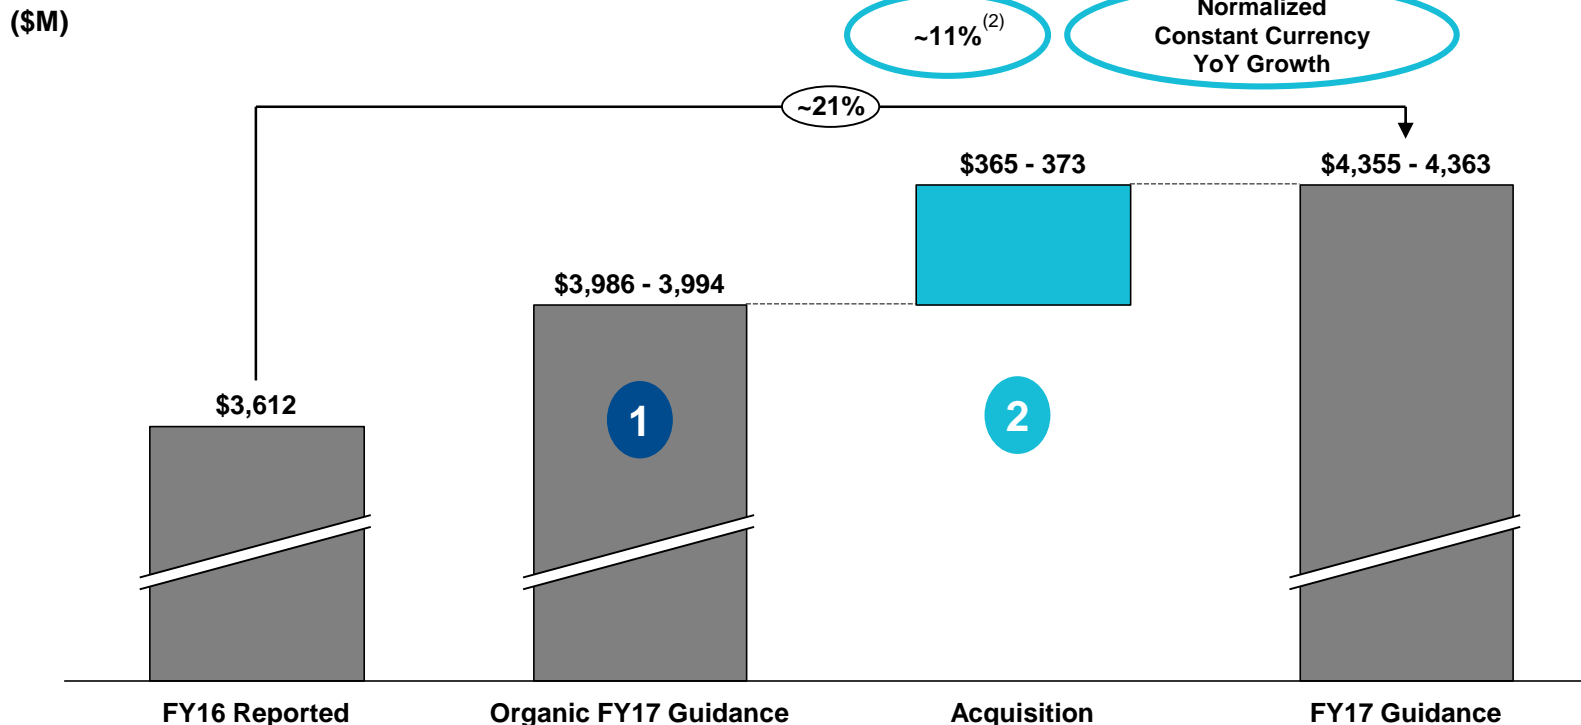 ($M)
~11%(2)
Normalized
Constant Currency
YoY Growth
~21%
$365 - 373
$4,355 - 4,363
$3,986 - 3,994
$3,612
1
2
FY16 Reported
Organic FY17 Guidance
Acquisition
FY17 Guidance